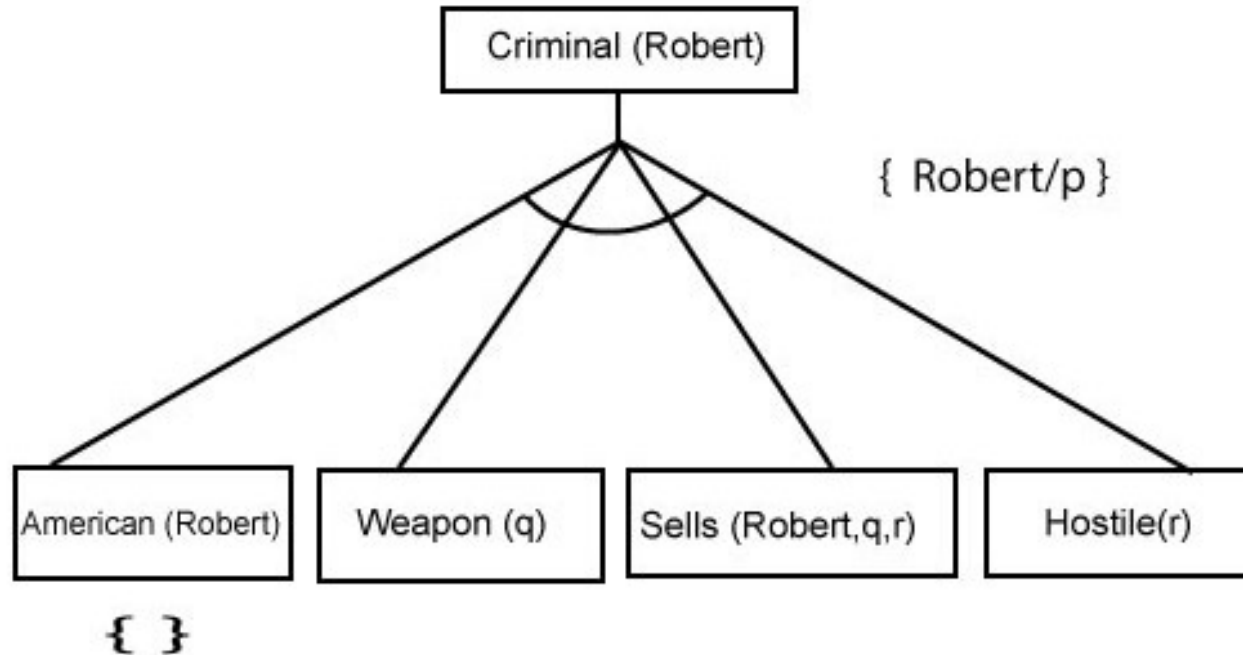 Criminal (Robert)
{ Robert/p }
American (Robert)
Weapon (q)
Sells (Robert,q,r)
Hostile(r)
{ }